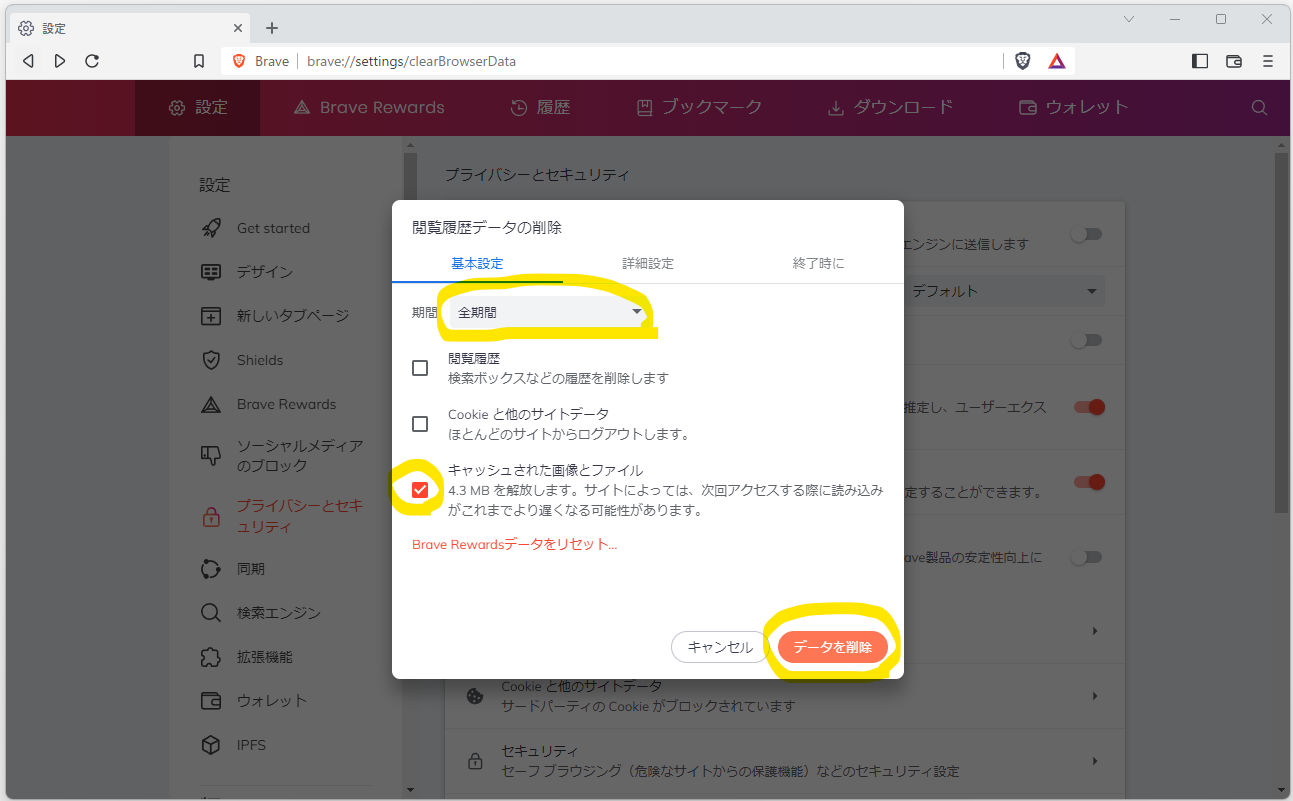 設定
Brave
brave://settings/clearBrowserData
設定
Brave Rewards
履歴
ブックマーク
ダウンロード
ウォレット
設定
Get started
デザイン
新しいタブページ
Shields
Brave Rewards
ソーシャルメディア
のブロック
プライバシーとセキ
ュリティ
同期
検索エンジン
拡張機能
ウォレット
IPFS
プライバシーとセキュリティ
エンジンに送信します
デフォルト
推定し、ユーザーエクス
定することができます。
ave製品の安定性向上に
閲覧履歴データの削除
基本設定
詳細設定
終了時に
期間
全期間
閲覧履歴
検索ボックスなどの履歴を削除します
Cookie と他のサイトデータ
ほとんどのサイトからログアウトします。
キャッシュされた画像とファイル
4.3 MB を解放します。サイトによっては、次回アクセスする際に読み込み
がこれまでより遅くなる可能性があります。
Brave Rewardsデータをリセット...
キャンセル
データを削除
Cookie と他のサイトデータ
サードパーティの Cookie がブロックされています
セキュリティ
セーフ ブラウジング（危険なサイトからの保護機能）などのセキュリティ設定